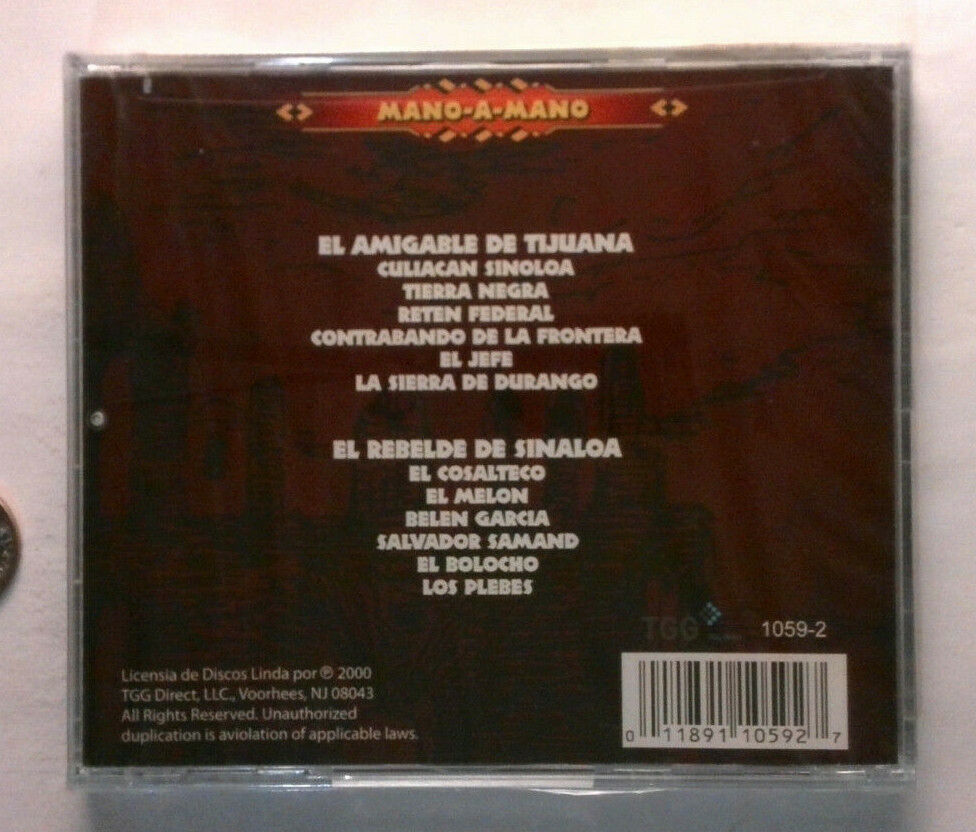 MANO-A-MANO
EL AMIGABLE DE TIJUANA
CULIACAN SINOLOA
TIERRA NEGRA
RETEN FEDERAL
CONTRABANDO DE LA FRONTERA
EL JEFE
LA SIERRA DE DURANGO
EL REBELDE DE SINALOA
EL COSALTECO
EL MELON
BELEN GARCIA
SALVADOR SAMAND
EL BOLOCHO
LOS PLEBES
TGG
1059-2
Licensia de Discos Linda por ℗ 2000
TGG Direct, LLC., Voorhees, NJ 08043
All Rights Reserved. Unauthorized
duplication is aviolation of applicable laws.
0 11891 10592 7